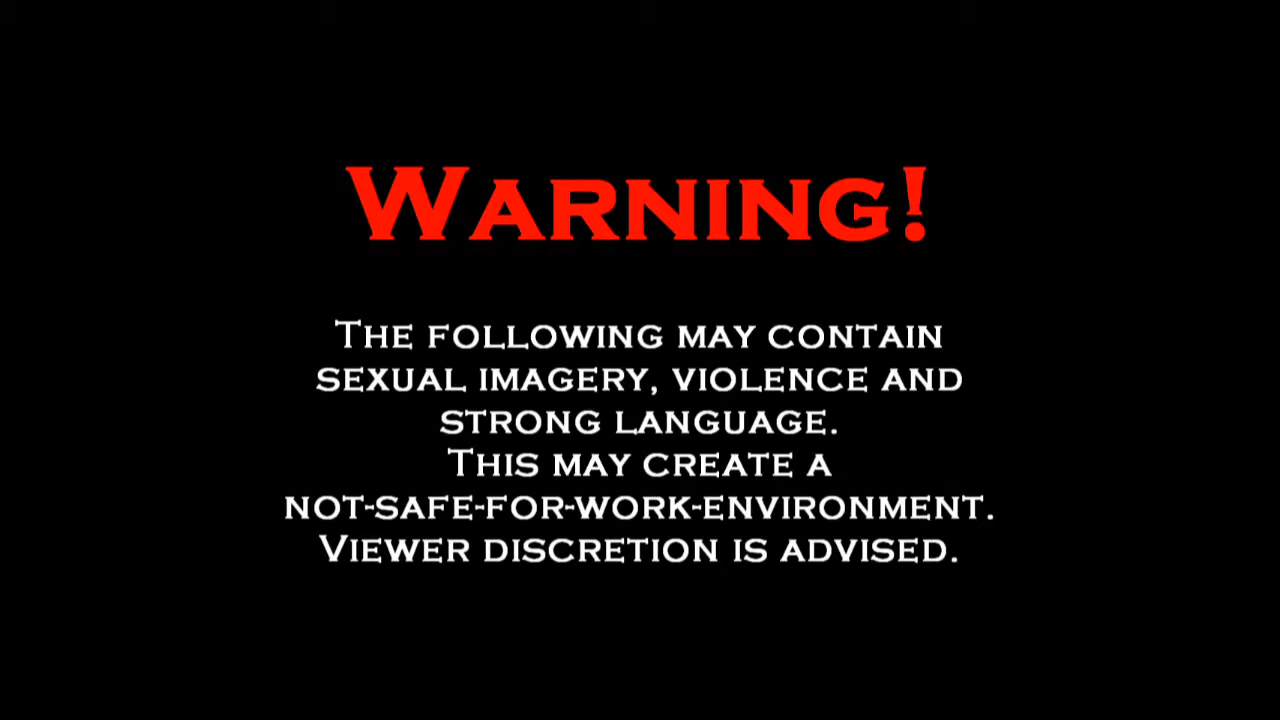 Warning!
The following may contain
sexual imagery, violence and
strong language.
This may create a
not-safe-for-work-environment.
Viewer discretion is advised.